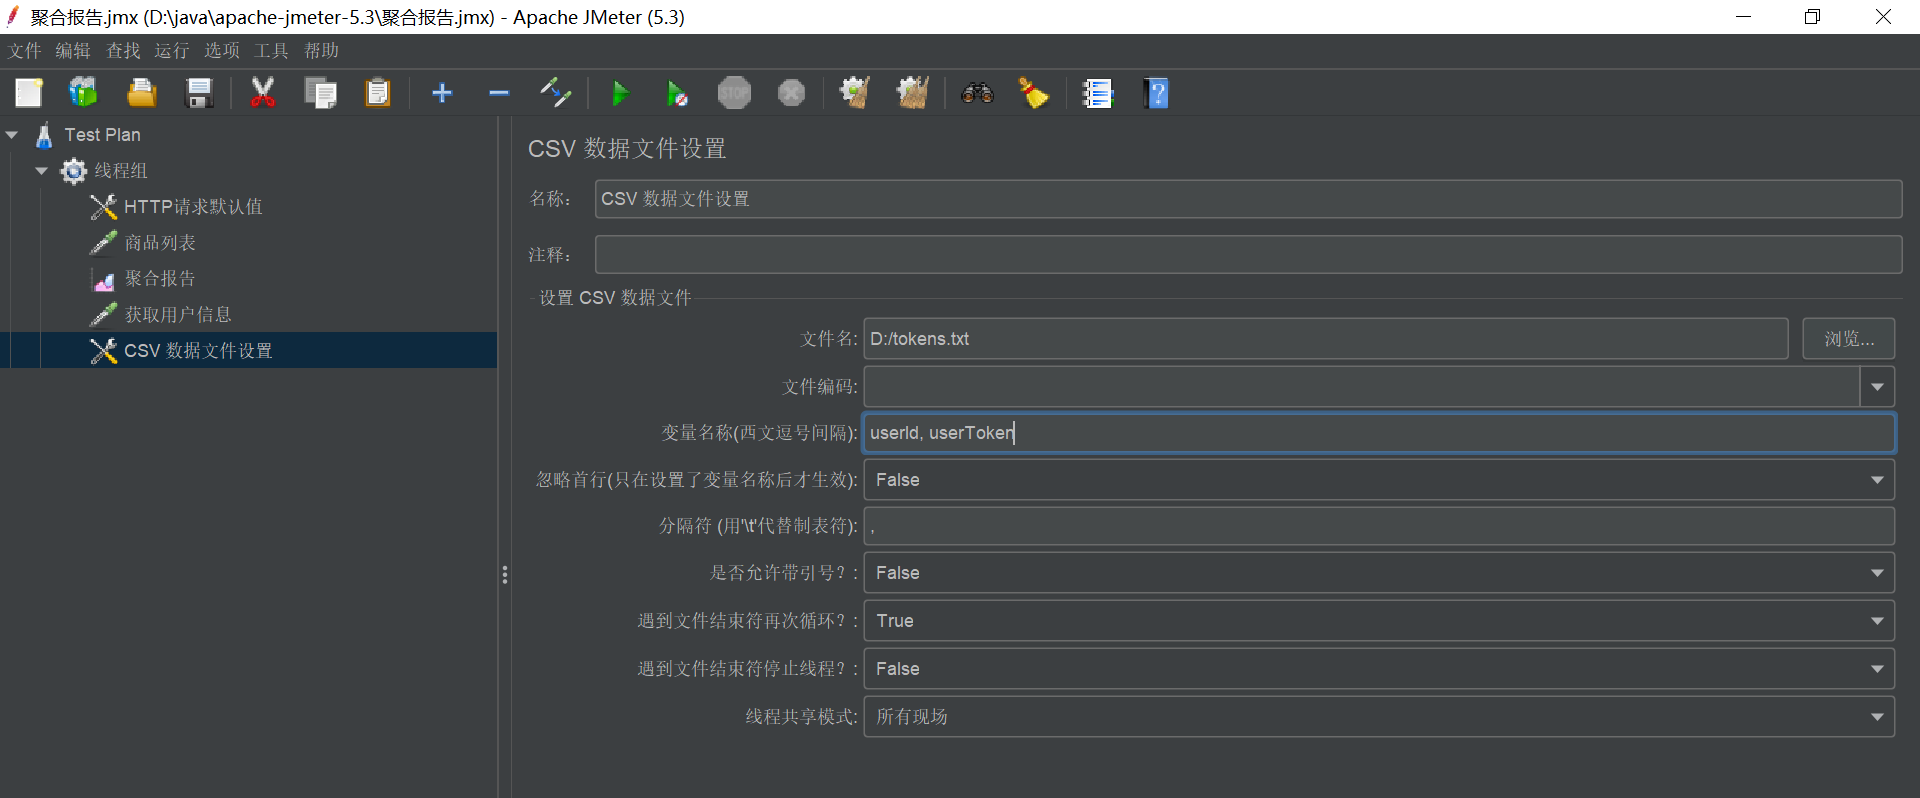 聚合报告.jmx (D:\java\apache-jmeter-5.3\聚合报告.jmx) - Apache JMeter (5.3)
文件 编辑 查找 运行 选项 工具 帮助
STOP
Test Plan
线程组
HTTP请求默认值
商品列表
聚合报告
获取用户信息
CSV 数据文件设置
CSV 数据文件设置
名称: CSV 数据文件设置
注释:
设置 CSV 数据文件
文件名: D:/tokens.txt 浏览...
文件编码:
变量名称(西文逗号间隔): userId, userToken
忽略首行(只在设置了变量名称后才生效): False
分隔符 (用'\t'代替制表符): ,
是否允许带引号?: False
遇到文件结束符再次循环?: True
遇到文件结束符停止线程?: False
线程共享模式: 所有现场